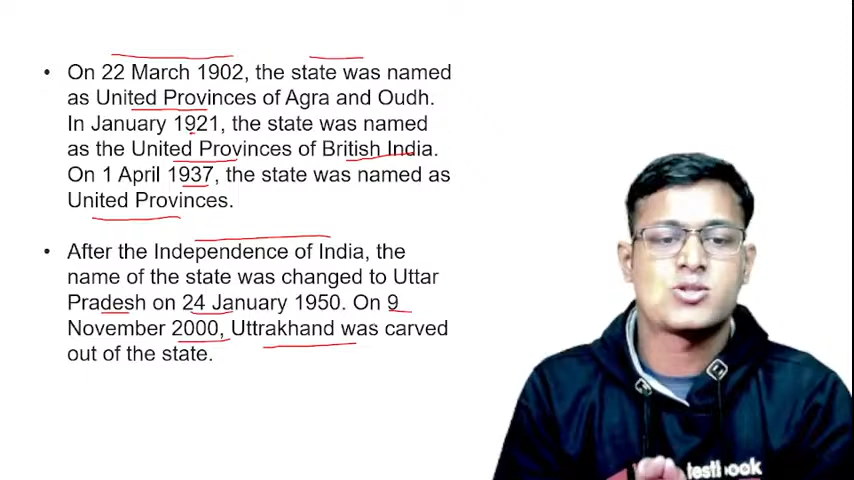 • On 22 March 1902, the state was named
as United Provinces of Agra and Oudh.
In January 1921, the state was named
as the United Provinces of British India.
On 1 April 1937, the state was named as
United Provinces.
• After the Independence of India, the
name of the state was changed to Uttar
Pradesh on 24 January 1950. On 9
November 2000, Uttrakhand was carved
out of the state.
testbook